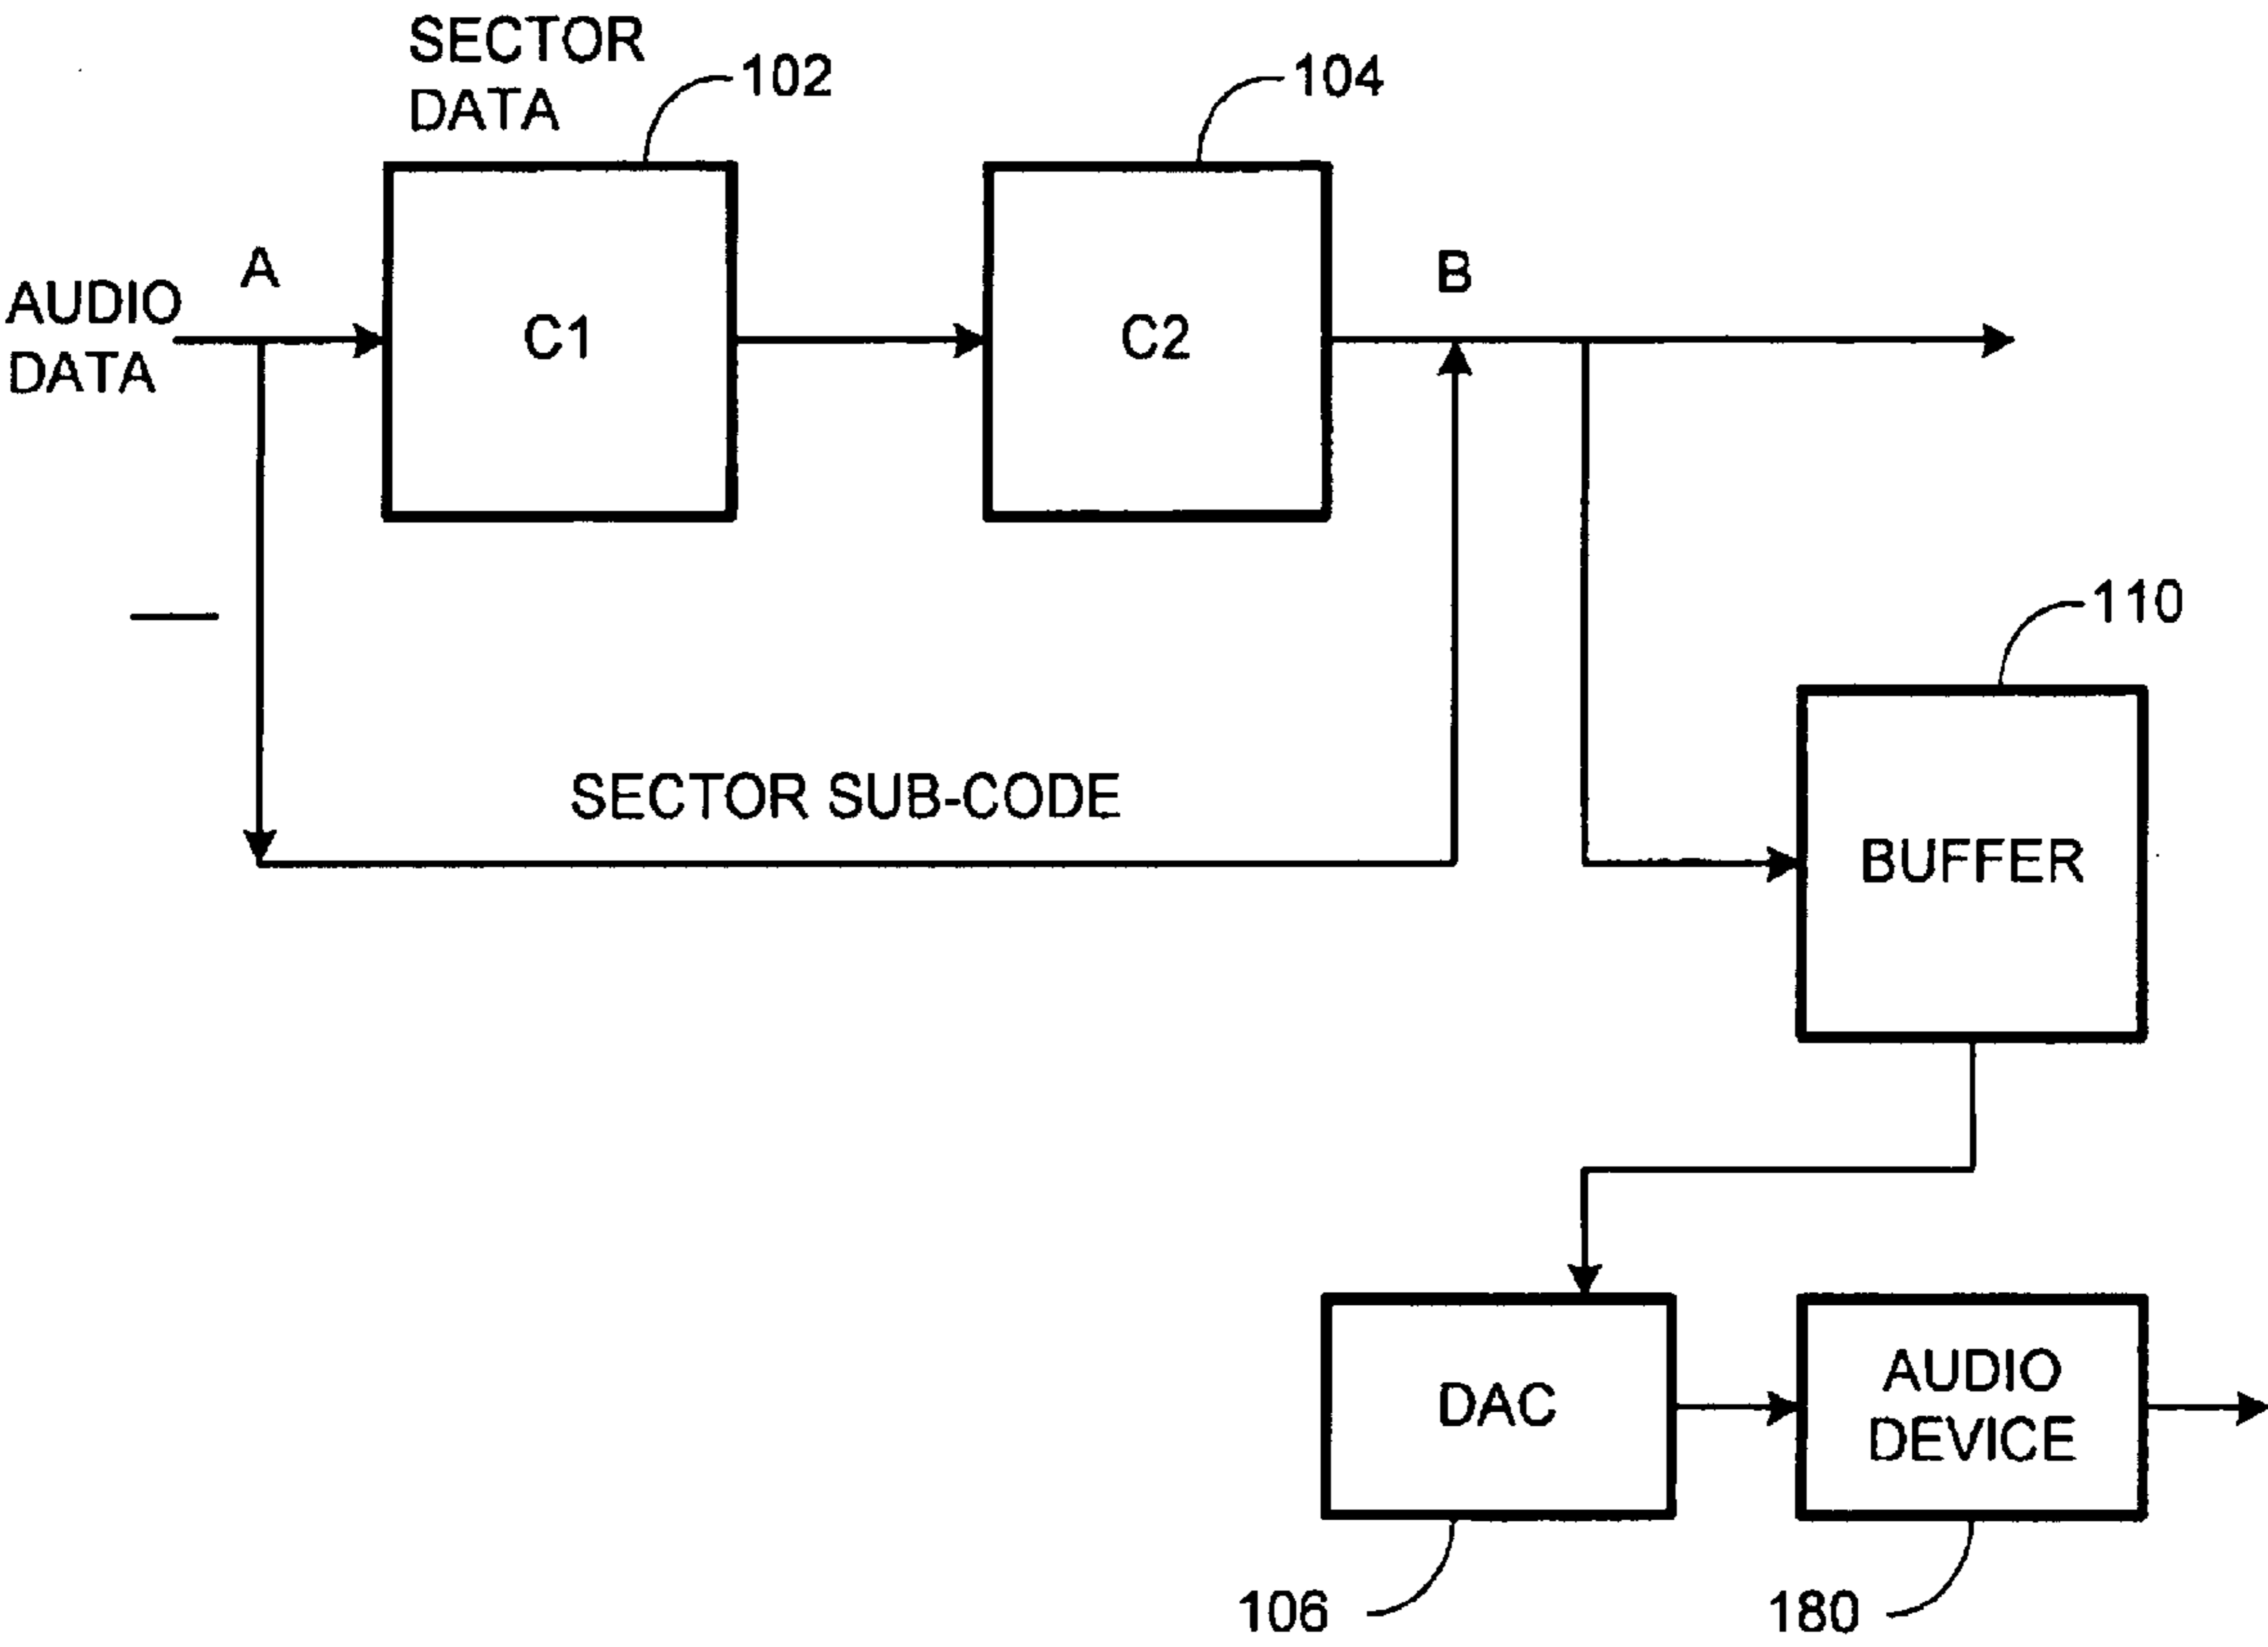 SECTOR
DATA
102
104
A
AUDIO
DATA
C1
C2
B
110
SECTOR SUB-CODE
BUFFER
DAC
AUDIO
DEVICE
106
180